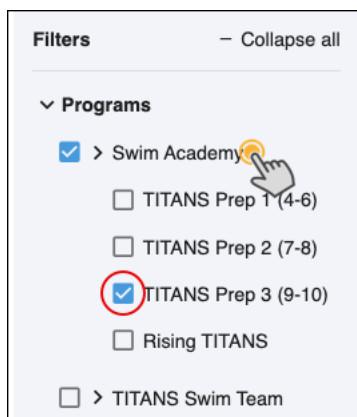 Filters – Collapse all
Programs
Swim Academy
TITANS Prep 1 (4-6)
TITANS Prep 2 (7-8)
TITANS Prep 3 (9-10)
Rising TITANS
TITANS Swim Team